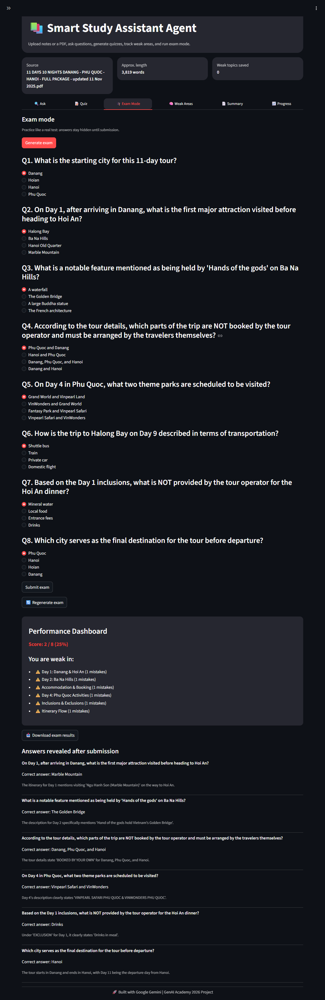 Smart Study Assistant Agent
Upload notes or a PDF, ask questions, generate quizzes, track weak areas, and run exam mode.
Source
11 DAYS 10 NIGHTS DANANG - PHU QUOC -
HANOI - FULL PACKAGE - updated 11 Nov
2025.pdf
Approx. length
3,819 words
Weak topics saved
0
Ask
Quiz
Exam Mode
Weak Areas
Summary
Progress
Exam mode
Practice like a real test: answers stay hidden until submission.
Generate exam
Q1. What is the starting city for this 11-day tour?
Danang
Hoian
Hanoi
Phu Quoc
Q2. On Day 1, after arriving in Danang, what is the first major attraction visited before
heading to Hoi An?
Halong Bay
Ba Na Hills
Hanoi Old Quarter
Marble Mountain
Q3. What is a notable feature mentioned as being held by 'Hands of the gods' on Ba Na
Hills?
A waterfall
The Golden Bridge
A large Buddha statue
The French architecture
Q4. According to the tour details, which parts of the trip are NOT booked by the tour
operator and must be arranged by the travelers themselves?
Phu Quoc and Danang
Hanoi and Phu Quoc
Danang, Phu Quoc, and Hanoi
Danang and Hanoi
Q5. On Day 4 in Phu Quoc, what two theme parks are scheduled to be visited?
Grand World and Vinpearl Land
VinWonders and Grand World
Fantasy Park and Vinpearl Safari
Vinpearl Safari and VinWonders
Q6. How is the trip to Halong Bay on Day 9 described in terms of transportation?
Shuttle bus
Train
Private car
Domestic flight
Q7. Based on the Day 1 inclusions, what is NOT provided by the tour operator for the
Hoi An dinner?
Mineral water
Local food
Entrance fees
Drinks
Q8. Which city serves as the final destination for the tour before departure?
Phu Quoc
Hanoi
Hoian
Danang
Submit exam
Regenerate exam
Performance Dashboard
Score: 2 / 8 (25%)
You are weak in:
Day 1: Danang & Hoi An (1 mistakes)
Day 2: Ba Na Hills (1 mistakes)
Accommodation & Booking (1 mistakes)
Day 4: Phu Quoc Activities (1 mistakes)
Inclusions & Exclusions (1 mistakes)
Itinerary Flow (1 mistakes)
Download exam results
Answers revealed after submission
On Day 1, after arriving in Danang, what is the first major attraction visited before heading to Hoi An?
Correct answer: Marble Mountain
The itinerary for Day 1 mentions visiting 'Ngu Hanh Son (Marble Mountain)' on the way to Hoi An.
What is a notable feature mentioned as being held by 'Hands of the gods' on Ba Na Hills?
Correct answer: The Golden Bridge
The description for Day 2 specifically mentions 'Hand of the gods hold Vietnam's Golden Bridge'.
According to the tour details, which parts of the trip are NOT booked by the tour operator and must be arranged by the travelers themselves?
Correct answer: Danang, Phu Quoc, and Hanoi
The tour details state 'BOOKED BY YOUR OWN' for Danang, Phu Quoc, and Hanoi.
On Day 4 in Phu Quoc, what two theme parks are scheduled to be visited?
Correct answer: Vinpearl Safari and VinWonders
Day 4's description clearly states 'VINPEARL SAFARI PHU QUOC & VINWONDERS PHU QUOC'.
Based on the Day 1 inclusions, what is NOT provided by the tour operator for the Hoi An dinner?
Correct answer: Drinks
Under 'EXCLUSION' for Day 1, it clearly states 'Drinks in meal'.
Which city serves as the final destination for the tour before departure?
Correct answer: Hanoi
The tour starts in Danang and ends in Hanoi, with Day 11 being the departure day from Hanoi.
Built with Google Gemini | GenAI Academy 2026 Project